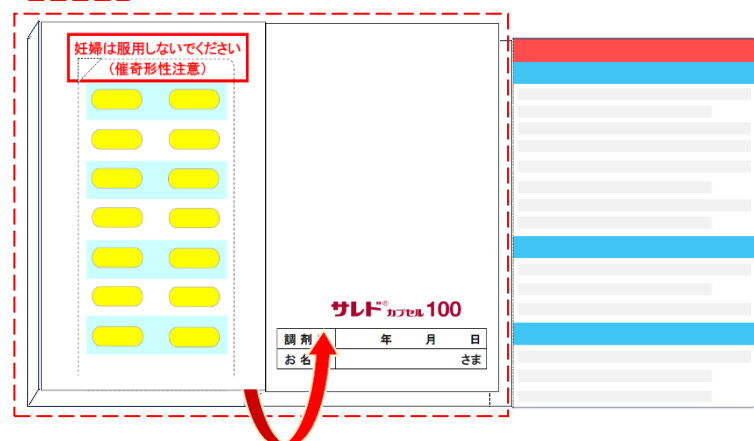 妊婦は服用しないでください
（催奇形性注意）
サレド®カプセル100
調剤 年 月 日
お名 さま